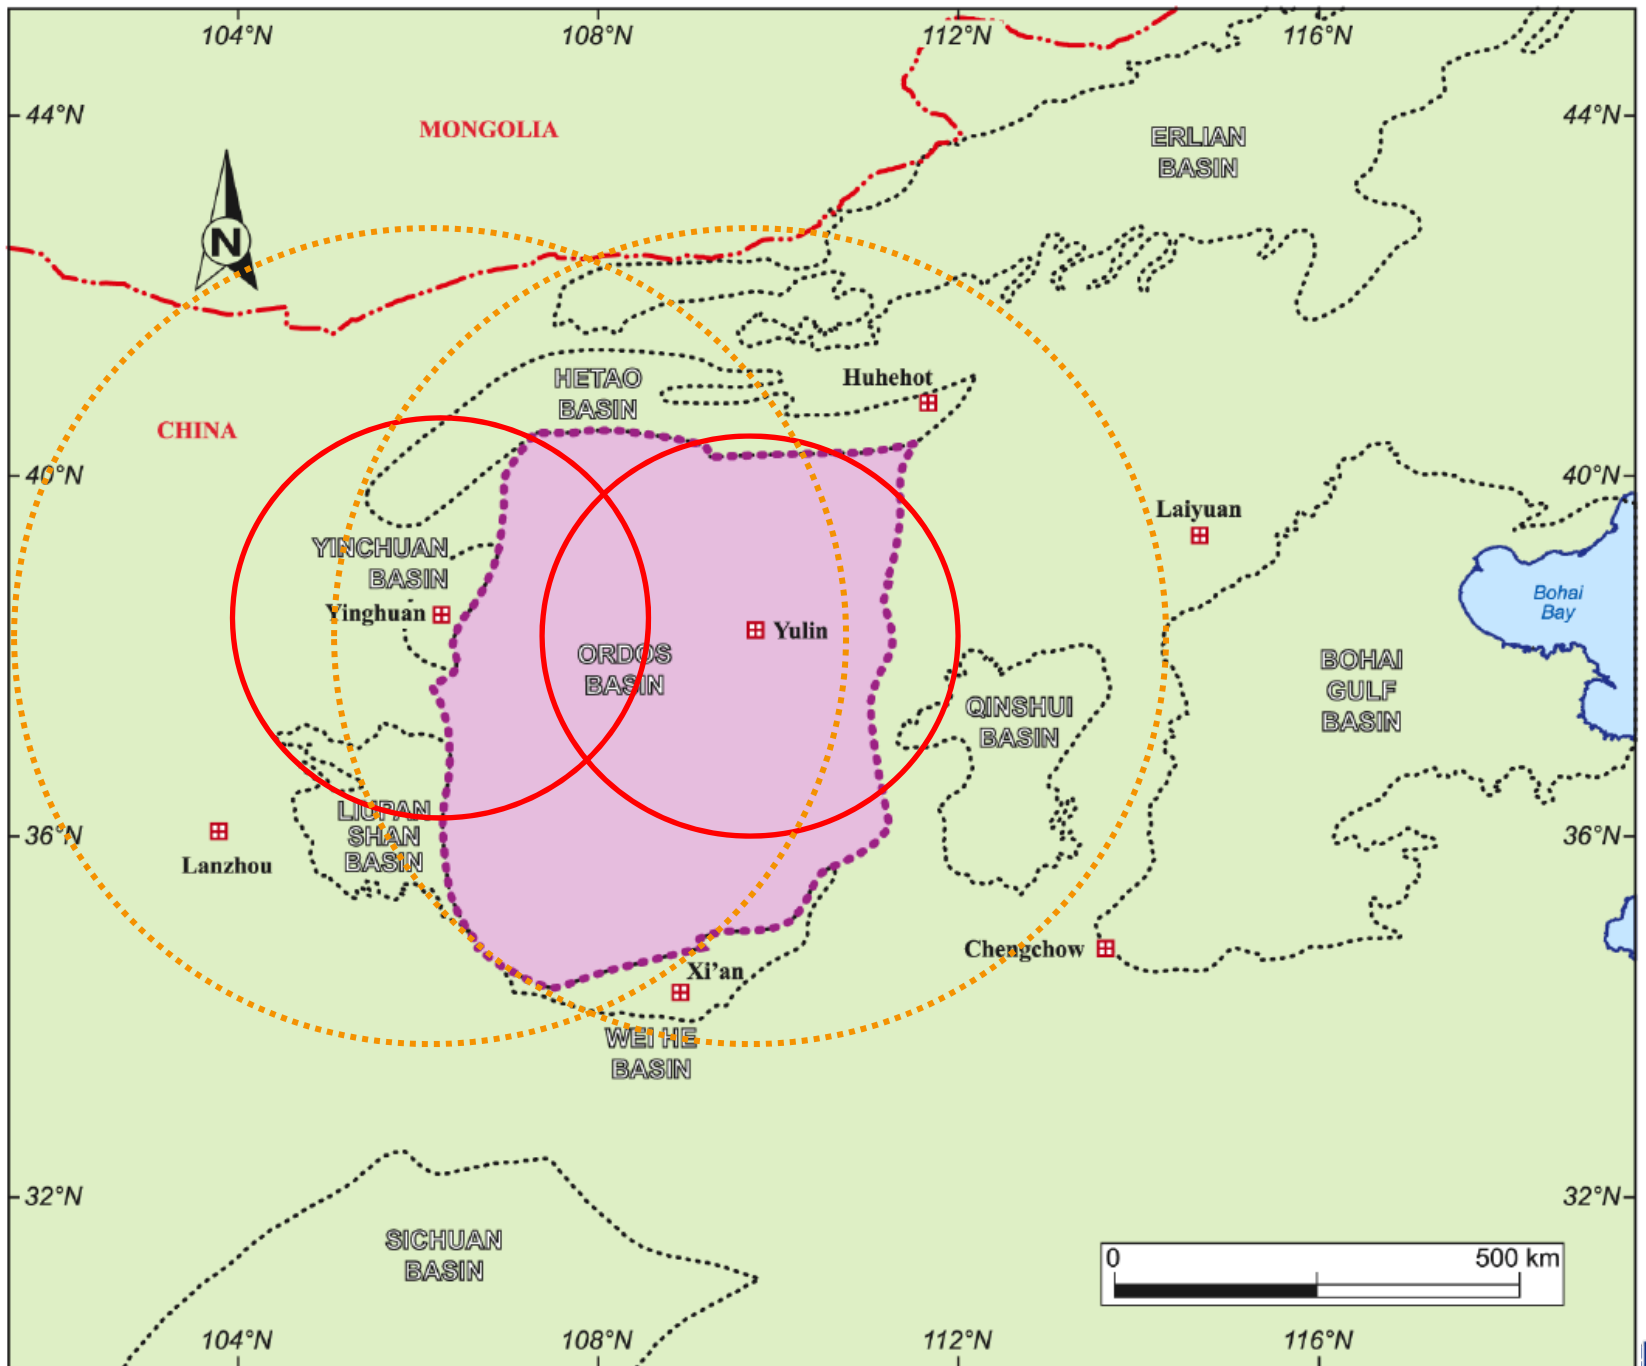 104°N
108°N
112°N
116°N
44°N
44°N
MONGOLIA
ERLIAN
BASIN
N
HETAO
BASIN
Huhehot
CHINA
40°N
40°N
Laiyuan
YINCHUAN
BASIN
Yinghuan
Yulin
Bohai
Bay
ORDOS
BASIN
BOHAI
GULF
BASIN
QINSHUI
BASIN
LIUPAN
SHAN
BASIN
36°N
36°N
Lanzhou
Chengchow
Xi'an
WEI HE
BASIN
32°N
32°N
SICHUAN
BASIN
0
500 km
104°N
108°N
112°N
116°N